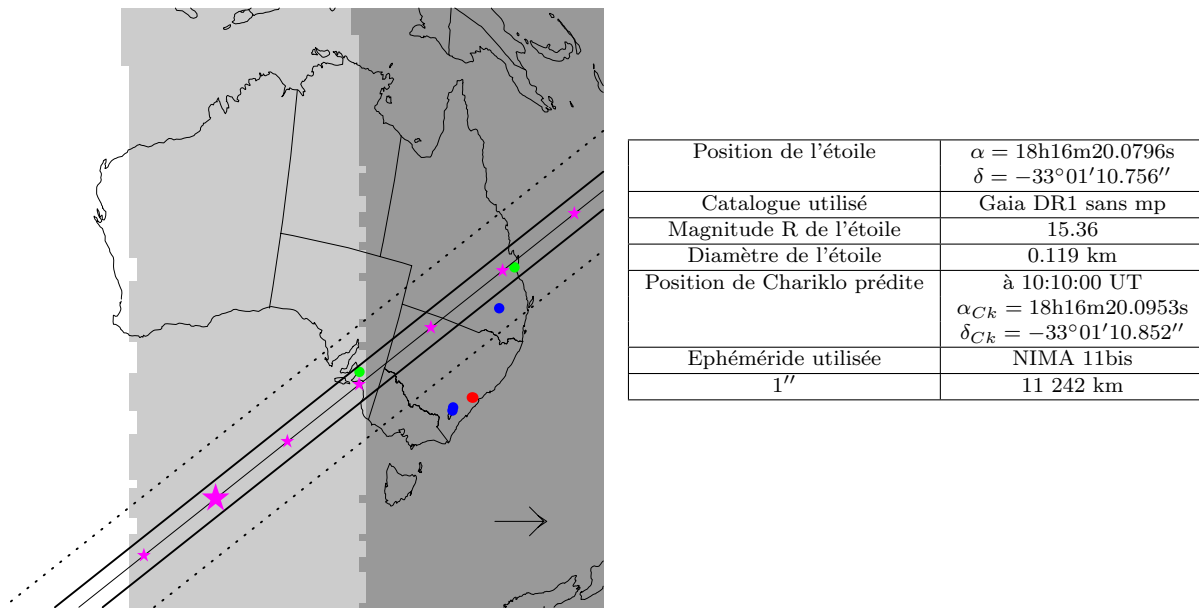 Position de l'étoile α = 18h16m20.0796s
δ = −33°01′10.756′′
Catalogue utilisé Gaia DR1 sans mp
Magnitude R de l'étoile 15.36
Diamètre de l'étoile 0.119 km
Position de Chariklo prédite à 10:10:00 UT
α_Ck = 18h16m20.0953s
δ_Ck = −33°01′10.852′′
Ephéméride utilisée NIMA 11bis
1′′ 11 242 km